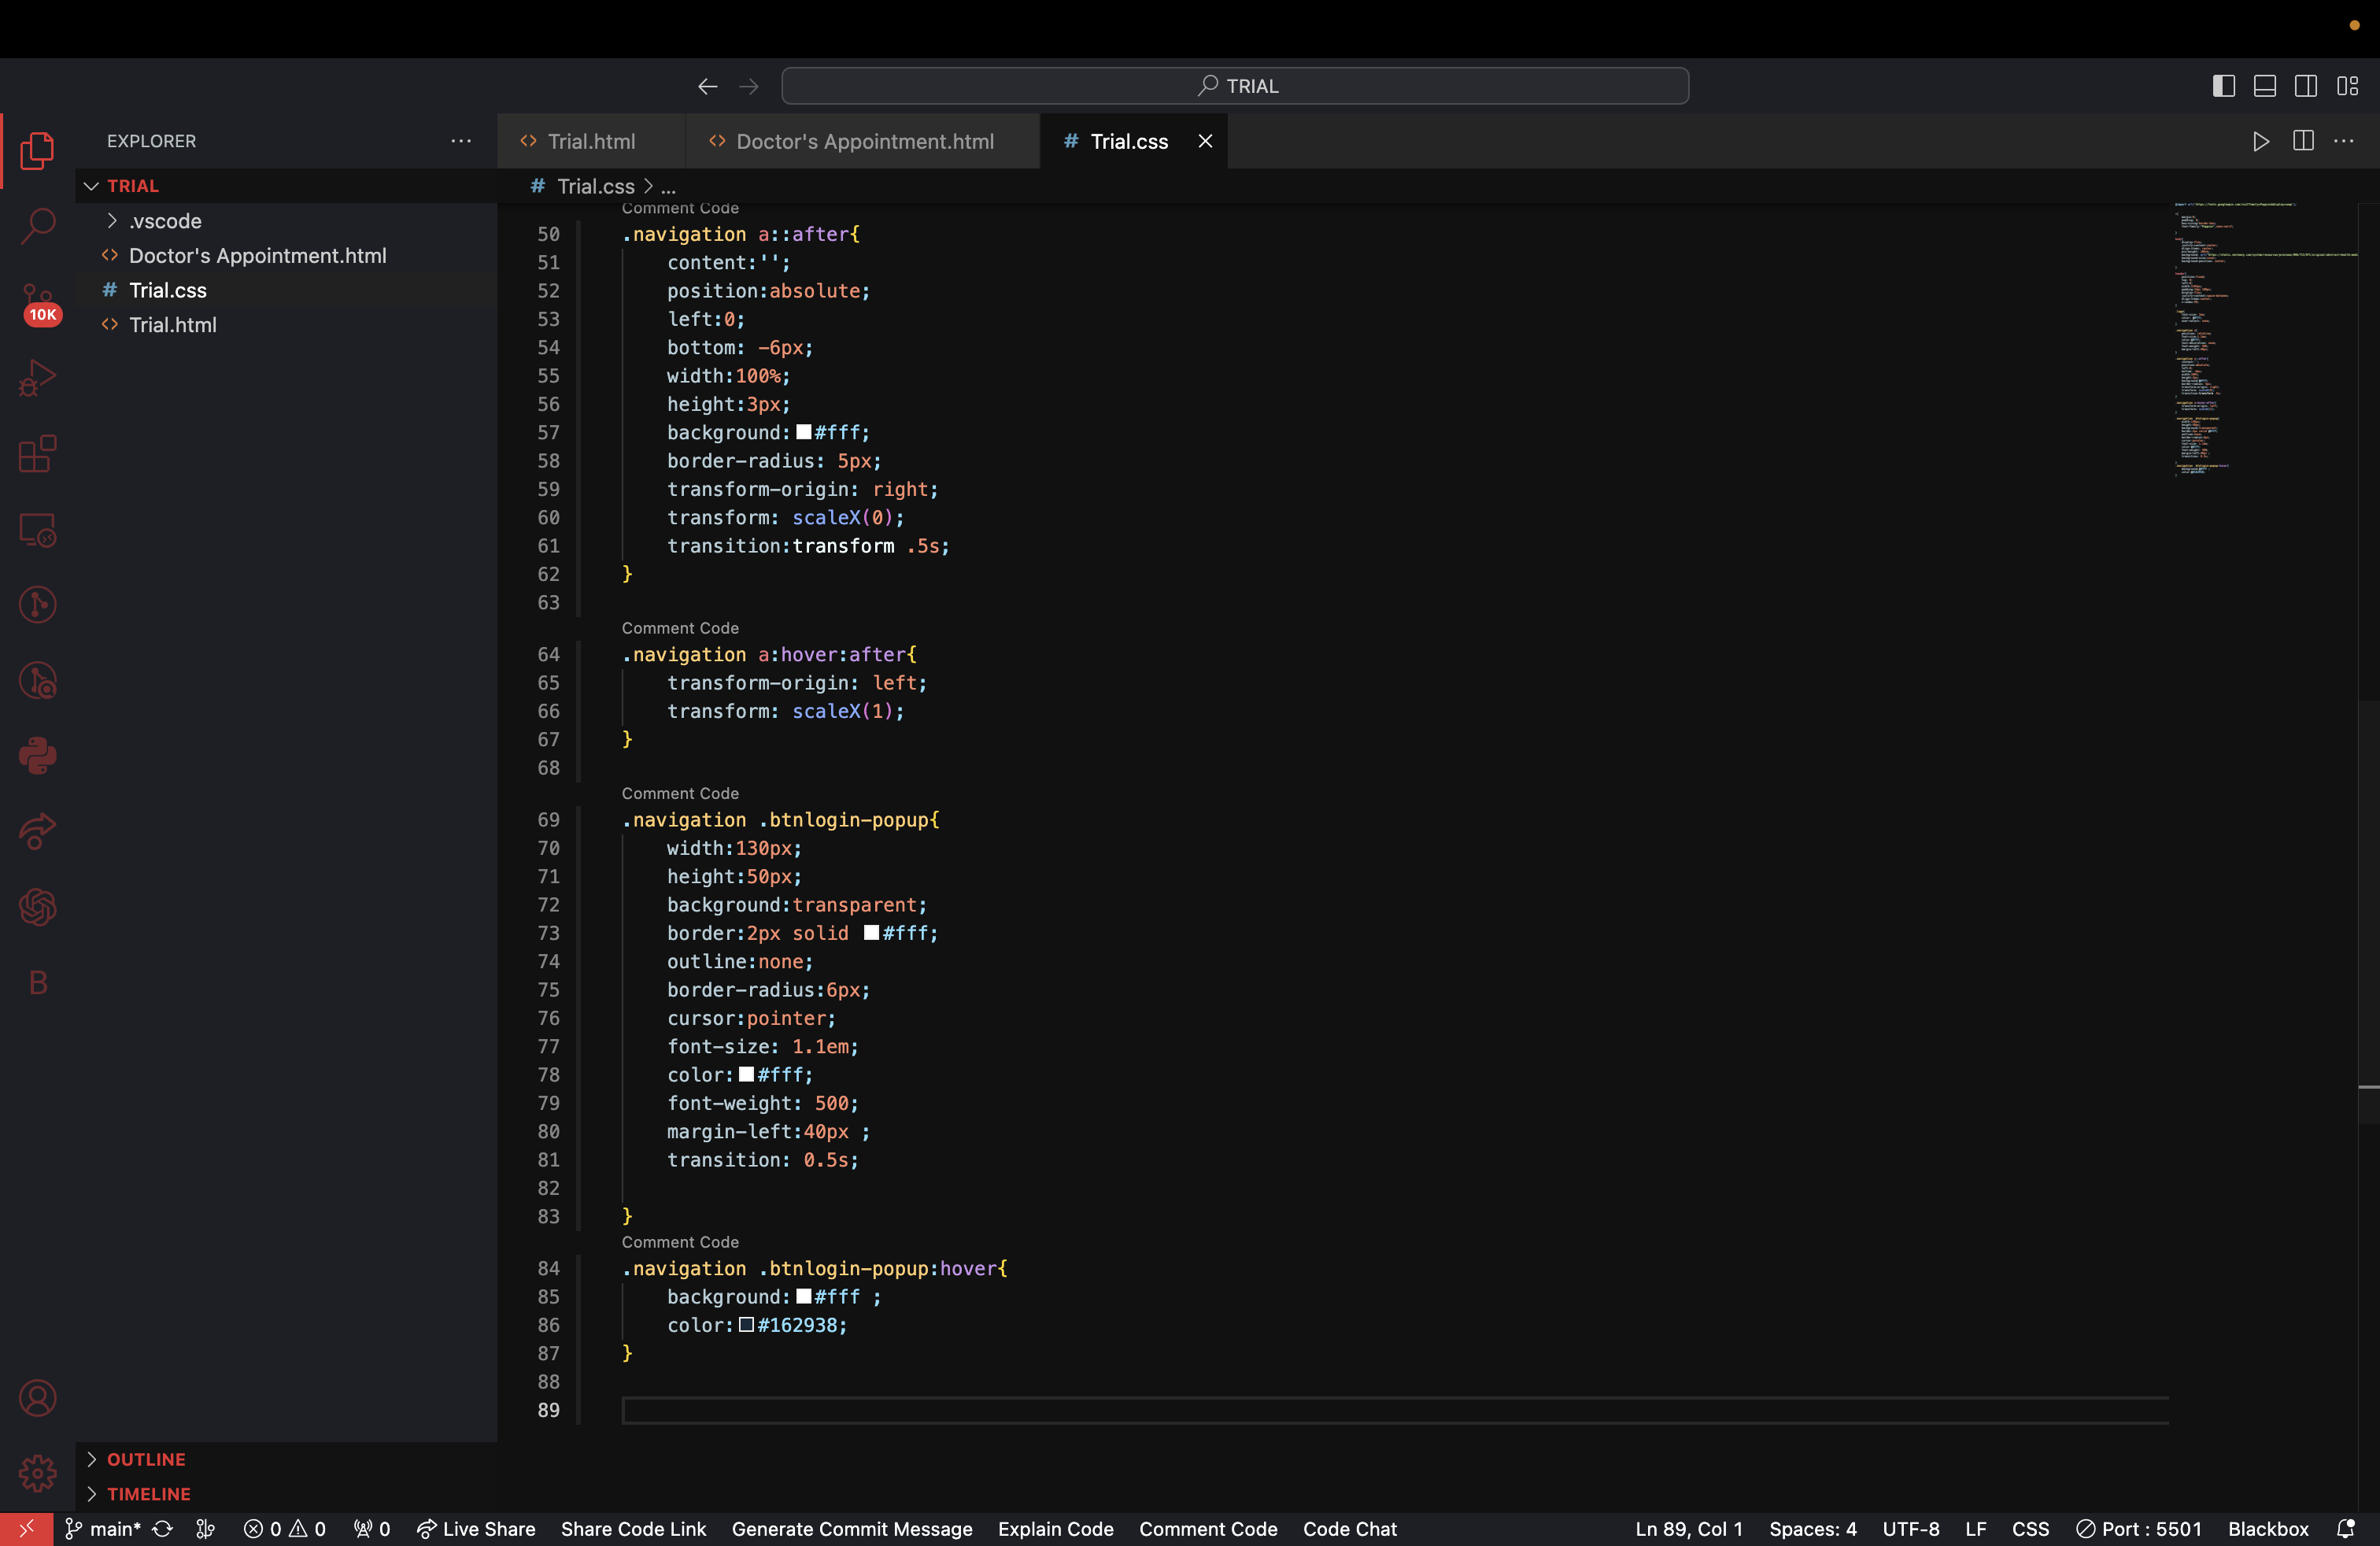 TRIAL
EXPLORER
Trial.html
Doctor's Appointment.html
# Trial.css
TRIAL
.vscode
Doctor's Appointment.html
# Trial.css
Trial.html
10K
B
OUTLINE
TIMELINE
# Trial.css > ...
Comment Code
50 .navigation a::after{
51 content:'';
52 position:absolute;
53 left:0;
54 bottom: -6px;
55 width:100%;
56 height:3px;
57 background:#fff;
58 border-radius: 5px;
59 transform-origin: right;
60 transform: scaleX(0);
61 transition:transform .5s;
62 }
63
Comment Code
64 .navigation a:hover:after{
65 transform-origin: left;
66 transform: scaleX(1);
67 }
68
Comment Code
69 .navigation .btnlogin-popup{
70 width:130px;
71 height:50px;
72 background:transparent;
73 border:2px solid #fff;
74 outline:none;
75 border-radius:6px;
76 cursor:pointer;
77 font-size: 1.1em;
78 color:#fff;
79 font-weight: 500;
80 margin-left:40px ;
81 transition: 0.5s;
82
83 }
Comment Code
84 .navigation .btnlogin-popup:hover{
85 background:#fff ;
86 color:#162938;
87 }
88
89
main* 0 0 0 Live Share Share Code Link Generate Commit Message Explain Code Comment Code Code Chat Ln 89, Col 1 Spaces: 4 UTF-8 LF CSS Port : 5501 Blackbox